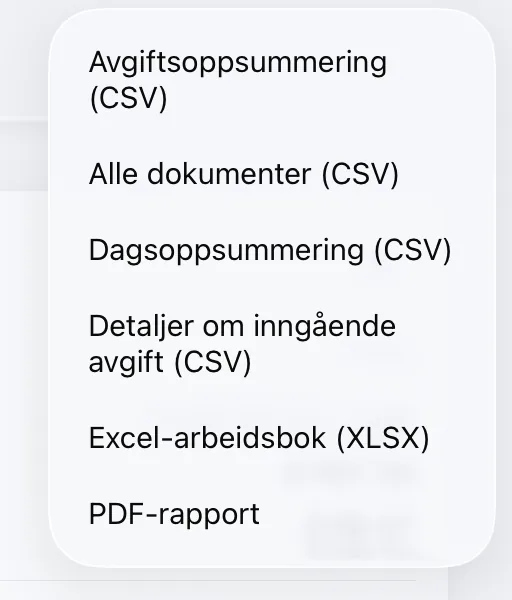 Avgiftsoppsummering
(CSV)
Alle dokumenter (CSV)
Dagsoppsummering (CSV)
Detaljer om inngående
avgift (CSV)
Excel-arbeidsbok (XLSX)
PDF-rapport